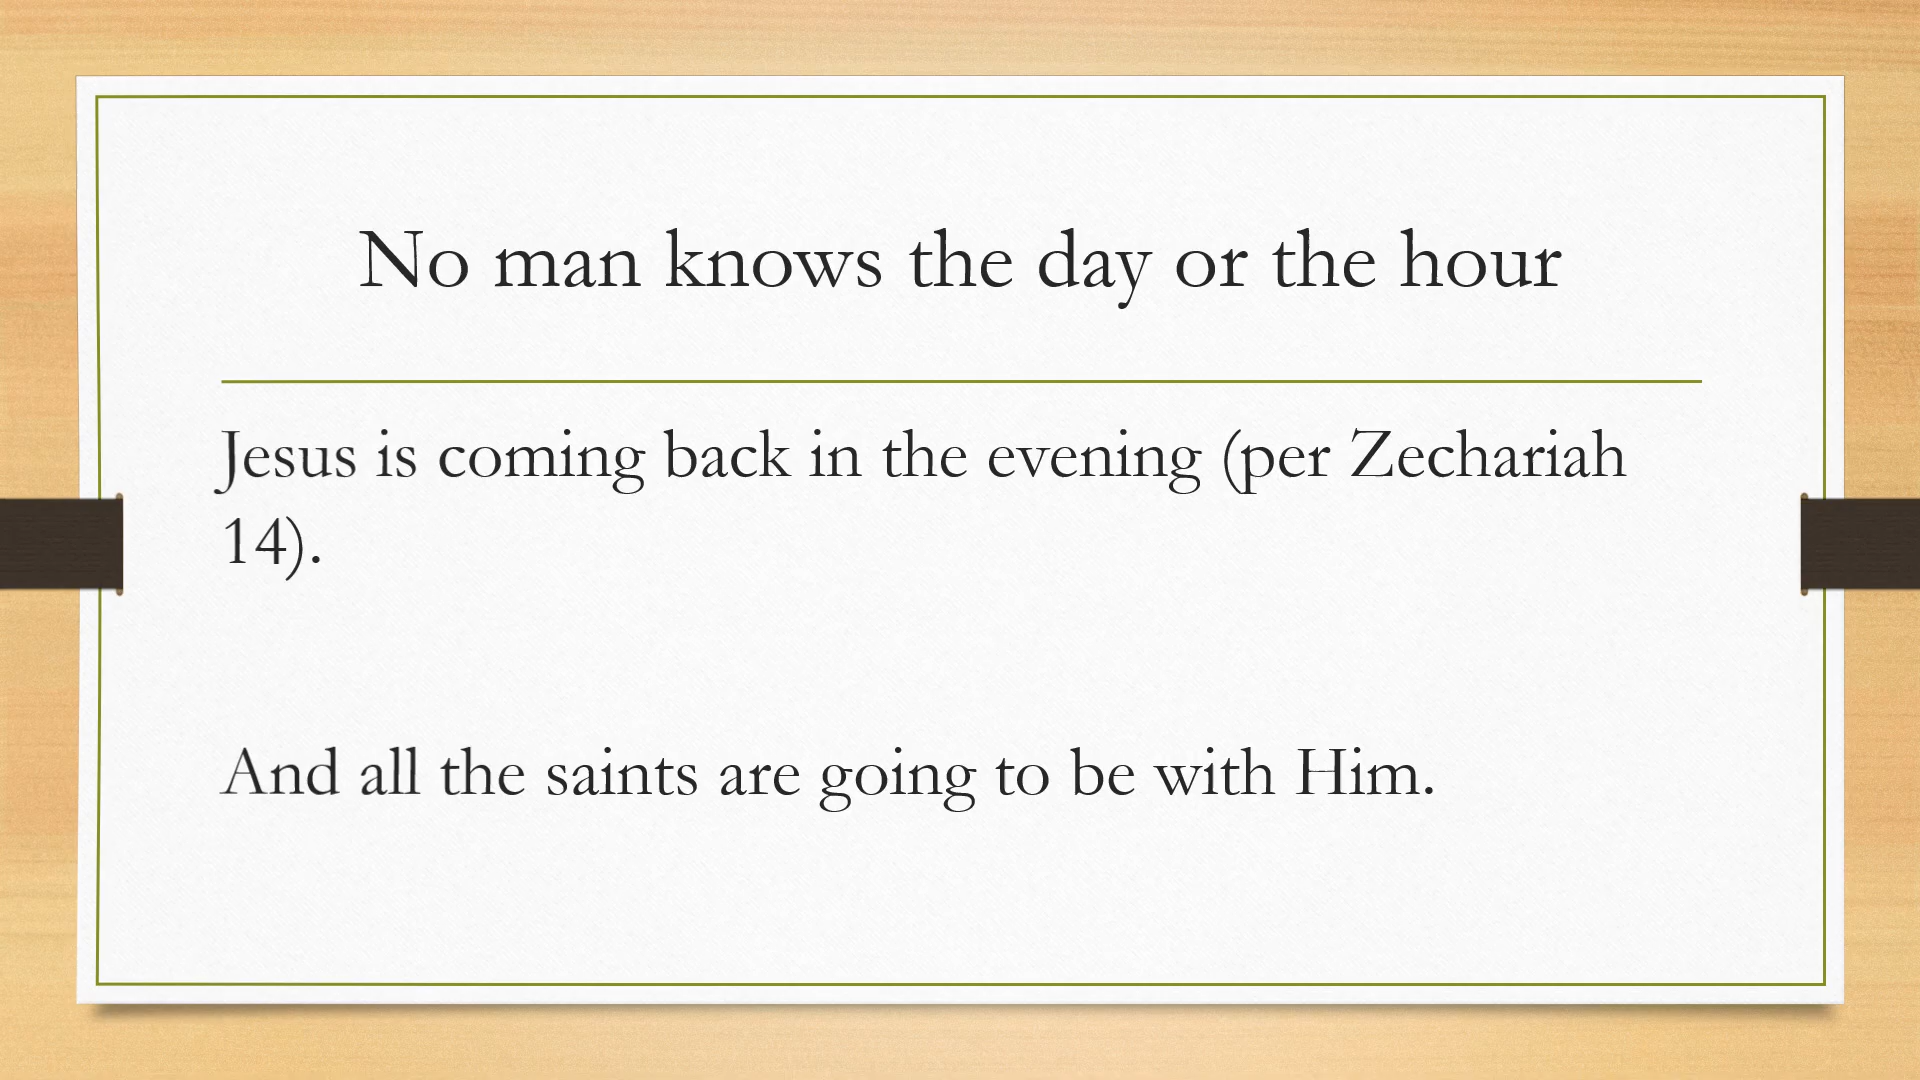 No man knows the day or the hour
Jesus is coming back in the evening (per Zechariah
14).
And all the saints are going to be with Him.